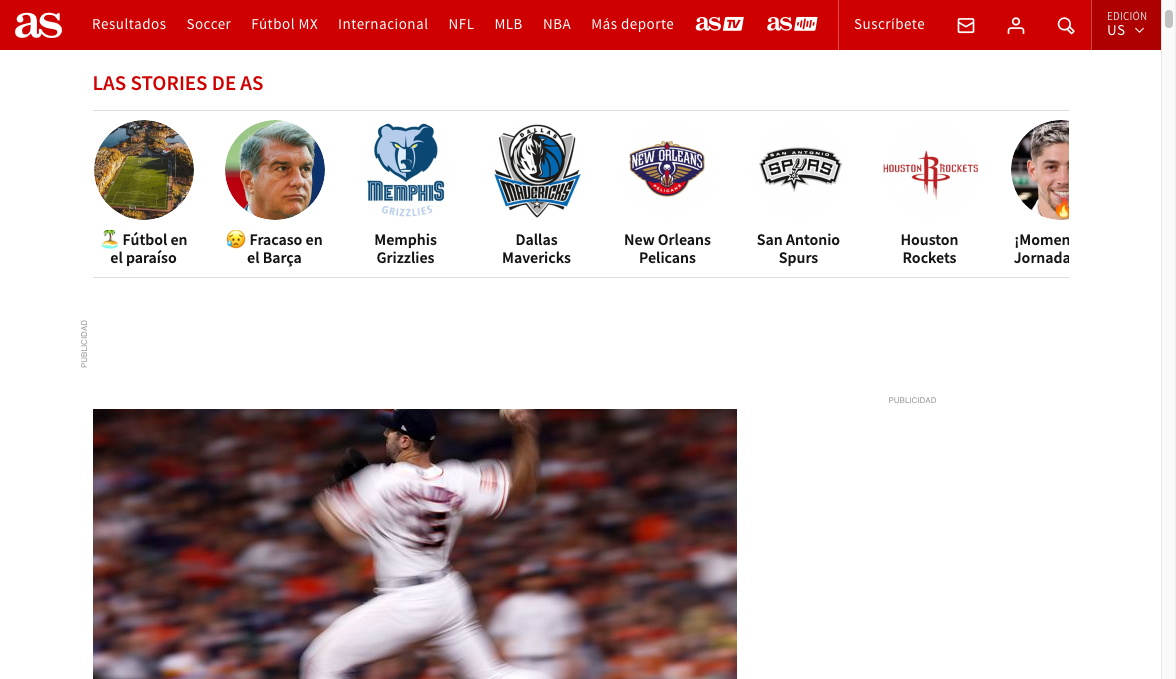 as
Resultados
Soccer
Fútbol MX
Internacional
NFL
MLB
NBA
Más deporte
as TV
as
Suscríbete
EDICIÓN
US
LAS STORIES DE AS
MEMPHIS
GRIZZLIES
DALLAS
MAVERICKS
NEW ORLEANS
PELICANS
SAN ANTONIO
SPURS
HOUSTON ROCKETS
🏝️ Fútbol en
el paraíso
😥 Fracaso en
el Barça
Memphis
Grizzlies
Dallas
Mavericks
New Orleans
Pelicans
San Antonio
Spurs
Houston
Rockets
¡Momen
Jornada
PUBLICIDAD
PUBLICIDAD